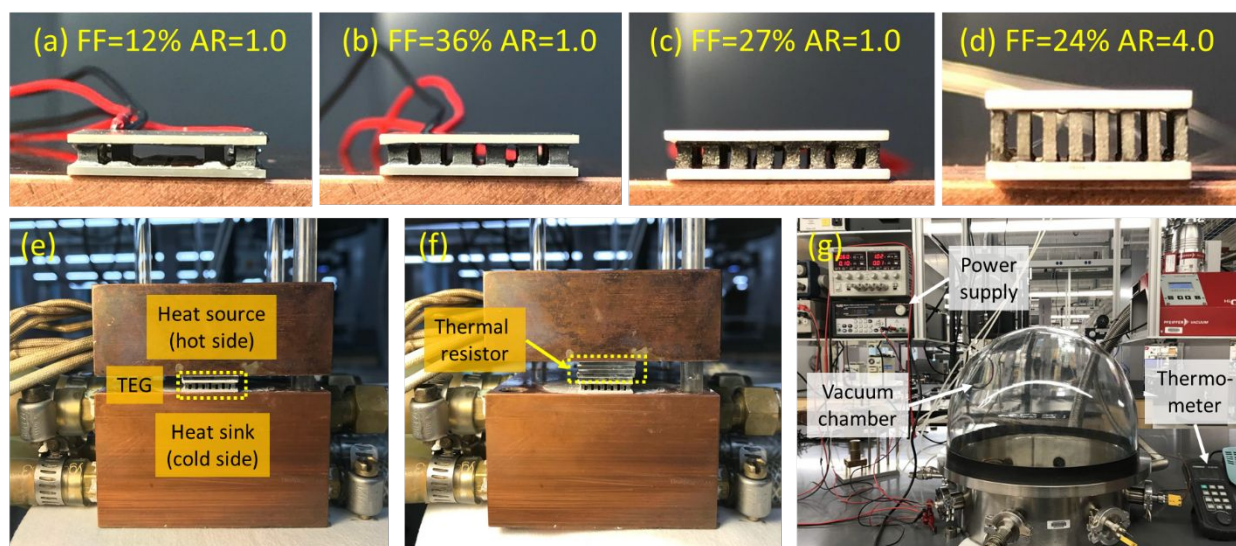 (a) FF=12% AR=1.0
(b) FF=36% AR=1.0
(c) FF=27% AR=1.0
(d) FF=24% AR=4.0
(e)
Heat source
(hot side)
TEG
Heat sink
(cold side)
(f)
Thermal
resistor
(g)
Power
supply
Vacuum
chamber
Thermo-
meter